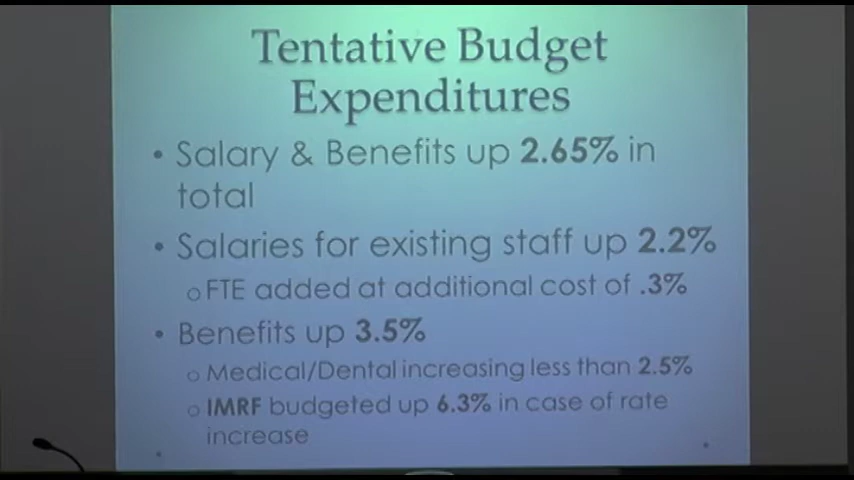 Tentative Budget
Expenditures
• Salary & Benefits up 2.65% in
total
• Salaries for existing staff up 2.2%
o FTE added at additional cost of .3%
• Benefits up 3.5%
o Medical/Dental increasing less than 2.5%
o IMRF budgeted up 6.3% in case of rate
increase